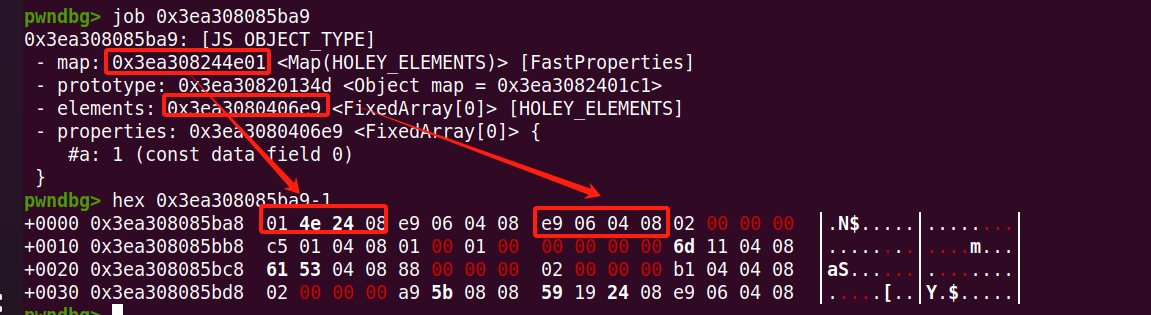 pwndbg> job 0x3ea308085ba9
0x3ea308085ba9: [JS_OBJECT_TYPE]
 - map: 0x3ea308244e01 <Map(HOLEY_ELEMENTS)> [FastProperties]
 - prototype: 0x3ea30820134d <Object map = 0x3ea3082401c1>
 - elements: 0x3ea3080406e9 <FixedArray[0]> [HOLEY_ELEMENTS]
 - properties: 0x3ea3080406e9 <FixedArray[0]> {
    #a: 1 (const data field 0)
 }
pwndbg> hex 0x3ea308085ba9-1
+0000 0x3ea308085ba8  01 4e 24 08 e9 06 04 08  e9 06 04 08 02 00 00 00  |.N$.....|........|
+0010 0x3ea308085bb8  c5 01 04 08 01 00 01 00  00 00 00 00 6d 11 04 08  |........|....m...|
+0020 0x3ea308085bc8  61 53 04 08 88 00 00 00  02 00 00 00 b1 04 04 08  |aS......|........|
+0030 0x3ea308085bd8  02 00 00 00 a9 5b 08 08  59 19 24 08 e9 06 04 08  |.....[..|Y.$.....|
pwndbg>